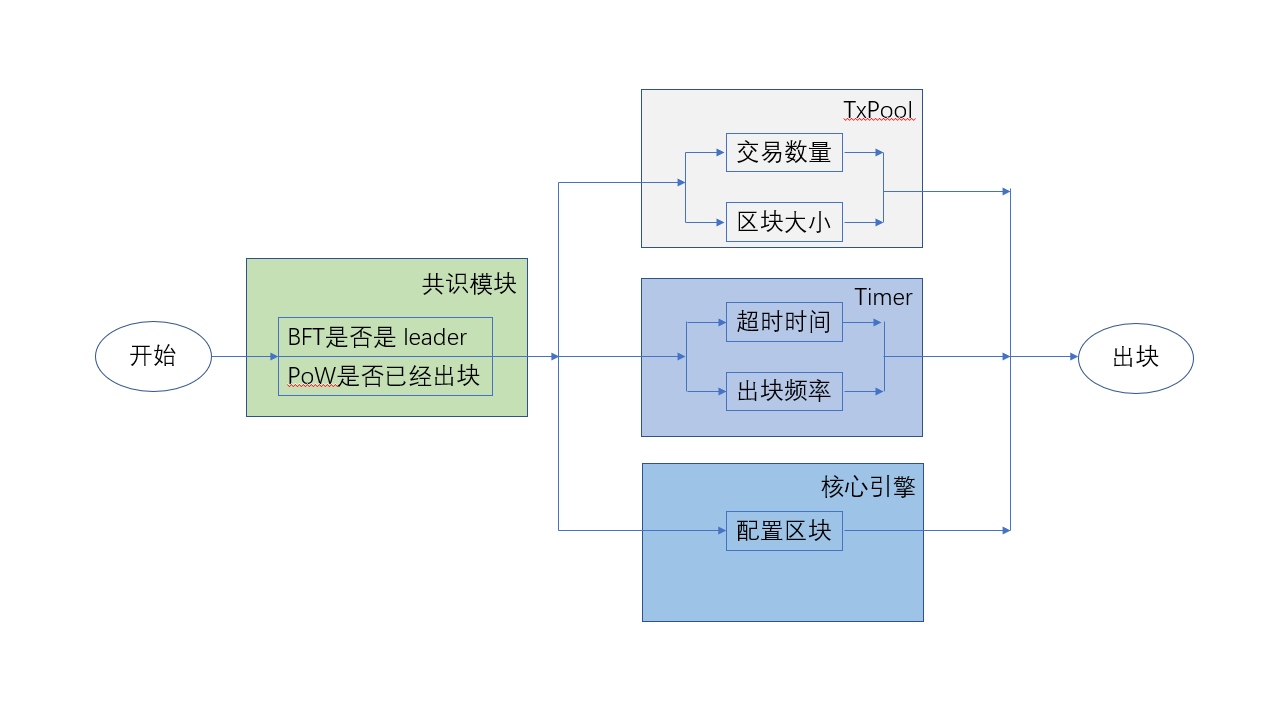 开始
共识模块
BFT是否是 leader
PoW是否已经出块
TxPool
交易数量
区块大小
Timer
超时时间
出块频率
核心引擎
配置区块
出块